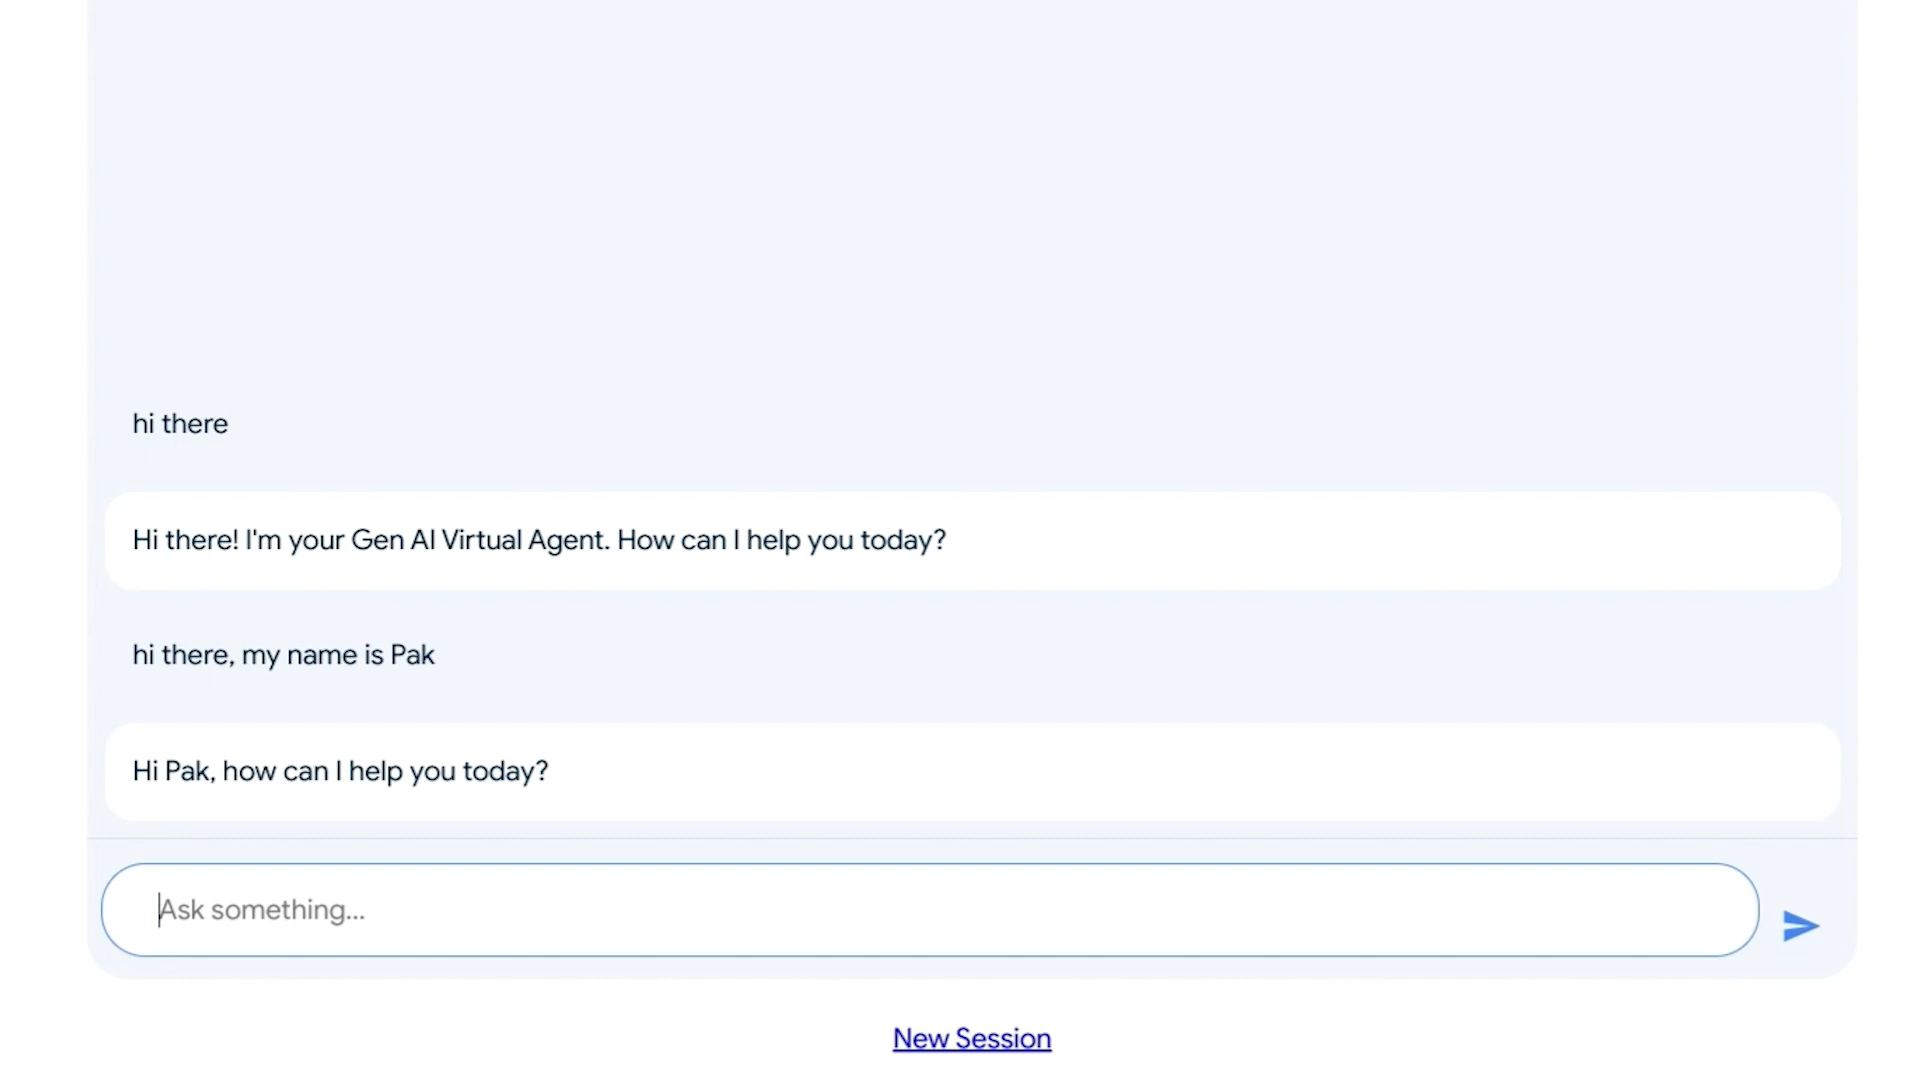 hi there
Hi there! I'm your Gen AI Virtual Agent. How can I help you today?
hi there, my name is Pak
Hi Pak, how can I help you today?
Ask something...
New Session